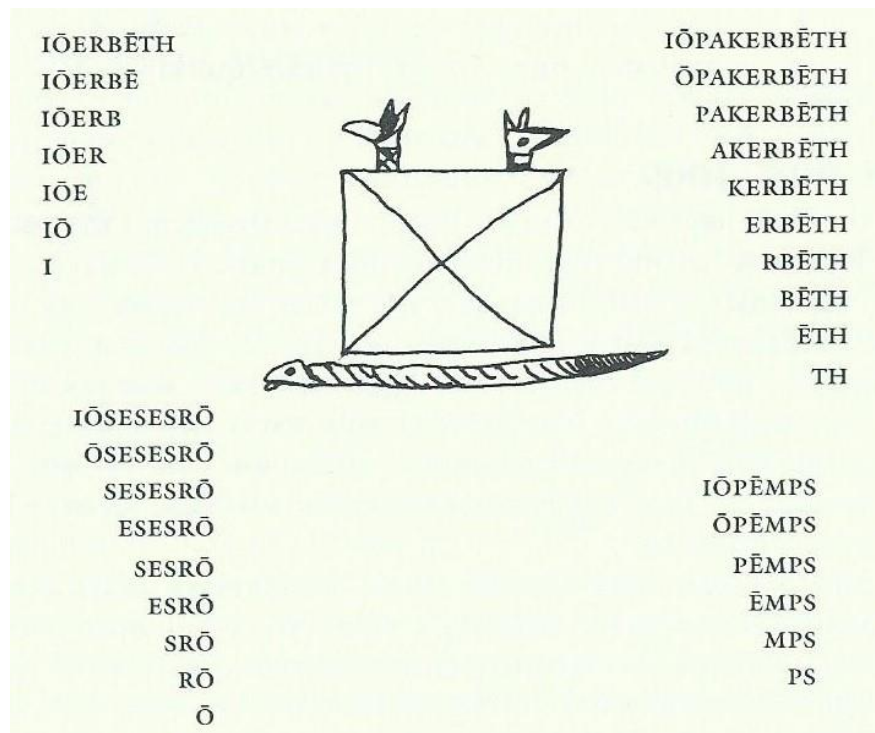 IŌERBĒTH
IŌERBĒ
IŌERB
IŌER
IŌE
IŌ
I
IŌPAKERBĒTH
ŌPAKERBĒTH
PAKERBĒTH
AKERBĒTH
KERBĒTH
ERBĒTH
RBĒTH
BĒTH
ĒTH
TH
IŌSESESRŌ
ŌSESESRŌ
SESESRŌ
ESESRŌ
SESRŌ
ESRŌ
SRŌ
RŌ
Ō
IŌPĒMPS
ŌPĒMPS
PĒMPS
ĒMPS
MPS
PS